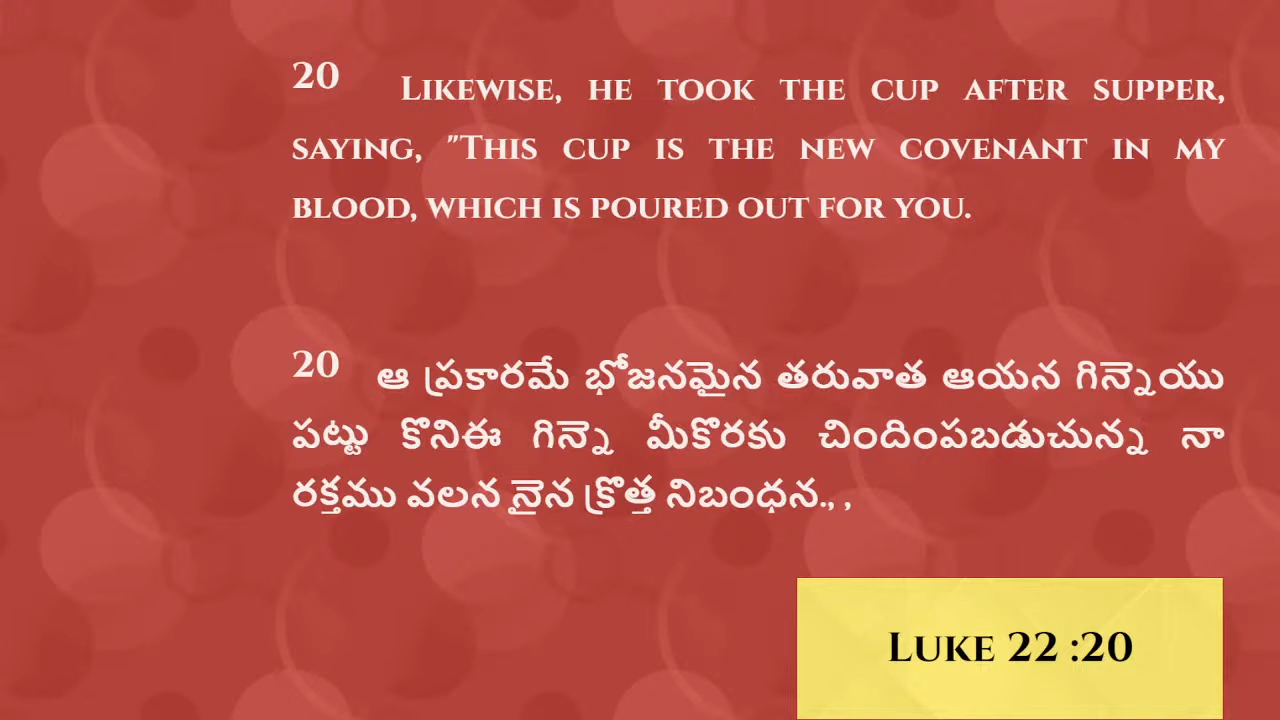 20 Likewise, he took the cup after supper,
saying, "This cup is the new covenant in my
blood, which is poured out for you.
20 ఆ ప్రకారమే భోజనమైన తరువాత ఆయన గిన్నెయు
పట్టు కొనిఈ గిన్నె మీకొరకు చిందింపబడుచున్న నా
రక్తము వలన నైన క్రొత్త నిబంధన., ,
Luke 22 :20